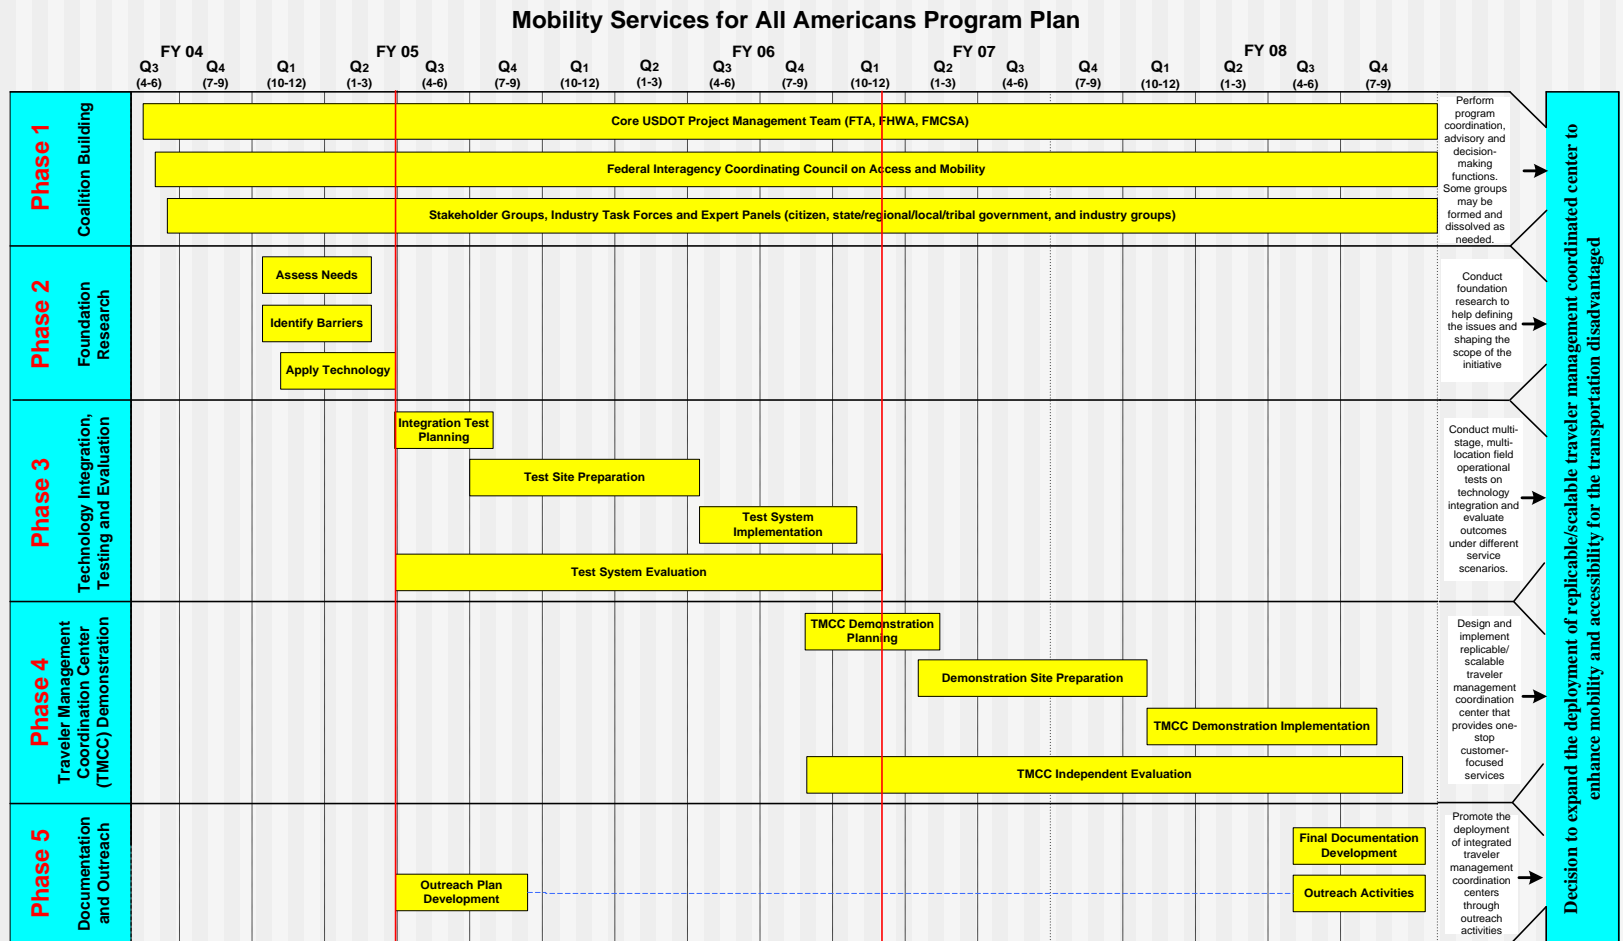 Mobility Services for All Americans Program Plan
FY 04
FY 05
FY 06
FY 07
FY 08
Q3
(4-6)
Q4
(7-9)
Q1
(10-12)
Q2
(1-3)
Q3
(4-6)
Q4
(7-9)
Q1
(10-12)
Q2
(1-3)
Q3
(4-6)
Q4
(7-9)
Q1
(10-12)
Q2
(1-3)
Q3
(4-6)
Q4
(7-9)
Q1
(10-12)
Q2
(1-3)
Q3
(4-6)
Q4
(7-9)
Phase 1
Coalition Building
Core USDOT Project Management Team (FTA, FHWA, FMCSA)
Federal Interagency Coordinating Council on Access and Mobility
Stakeholder Groups, Industry Task Forces and Expert Panels (citizen, state/regional/local/tribal government, and industry groups)
Perform
program
coordination,
advisory and
decision-
making
functions.
Some groups
may be
formed and
dissolved as
needed.
Phase 2
Foundation
Research
Assess Needs
Identify Barriers
Apply Technology
Conduct
foundation
research to
help defining
the issues and
shaping the
scope of the
initiative
Phase 3
Technology Integration,
Testing and Evaluation
Integration Test
Planning
Test Site Preparation
Test System
Implementation
Test System Evaluation
Conduct multi-
stage, multi-
location field
operational
tests on
technology
integration and
evaluate
outcomes
under different
service
scenarios.
Phase 4
Traveler Management
Coordination Center
(TMCC) Demonstration
TMCC Demonstration
Planning
Demonstration Site Preparation
TMCC Demonstration Implementation
TMCC Independent Evaluation
Design and
implement
replicable/
scalable
traveler
management
coordination
center that
provides one-
stop
customer-
focused
services
Phase 5
Documentation
and Outreach
Final Documentation
Development
Outreach Plan
Development
Outreach Activities
Promote the
deployment
of integrated
traveler
management
coordination
centers
through
outreach
activities
Decision to expand the deployment of replicable/scalable traveler management coordinated center to
enhance mobility and accessibility for the transportation disadvantaged